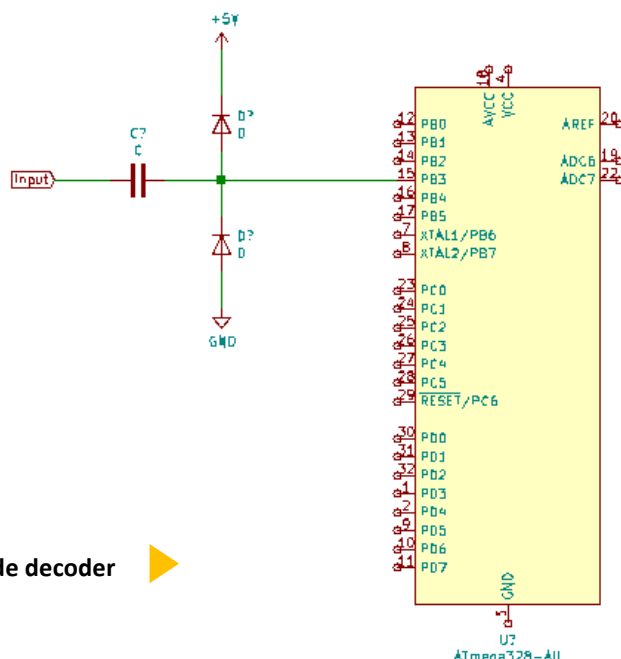 +5V
D?
D
C?
C
Input
D?
D
GND
18
4
AVCC
VCC
12 PB0
13 PB1
14 PB2
15 PB3
16 PB4
17 PB5
7 XTAL1/PB6
8 XTAL2/PB7
23 PC0
24 PC1
25 PC2
26 PC3
27 PC4
28 PC5
29 RESET/PC6
30 PD0
31 PD1
32 PD2
1 PD3
2 PD4
9 PD5
10 PD6
11 PD7
AREF 20
ADC6 19
ADC7 22
GND
U?
ATmega328-AU
de decoder